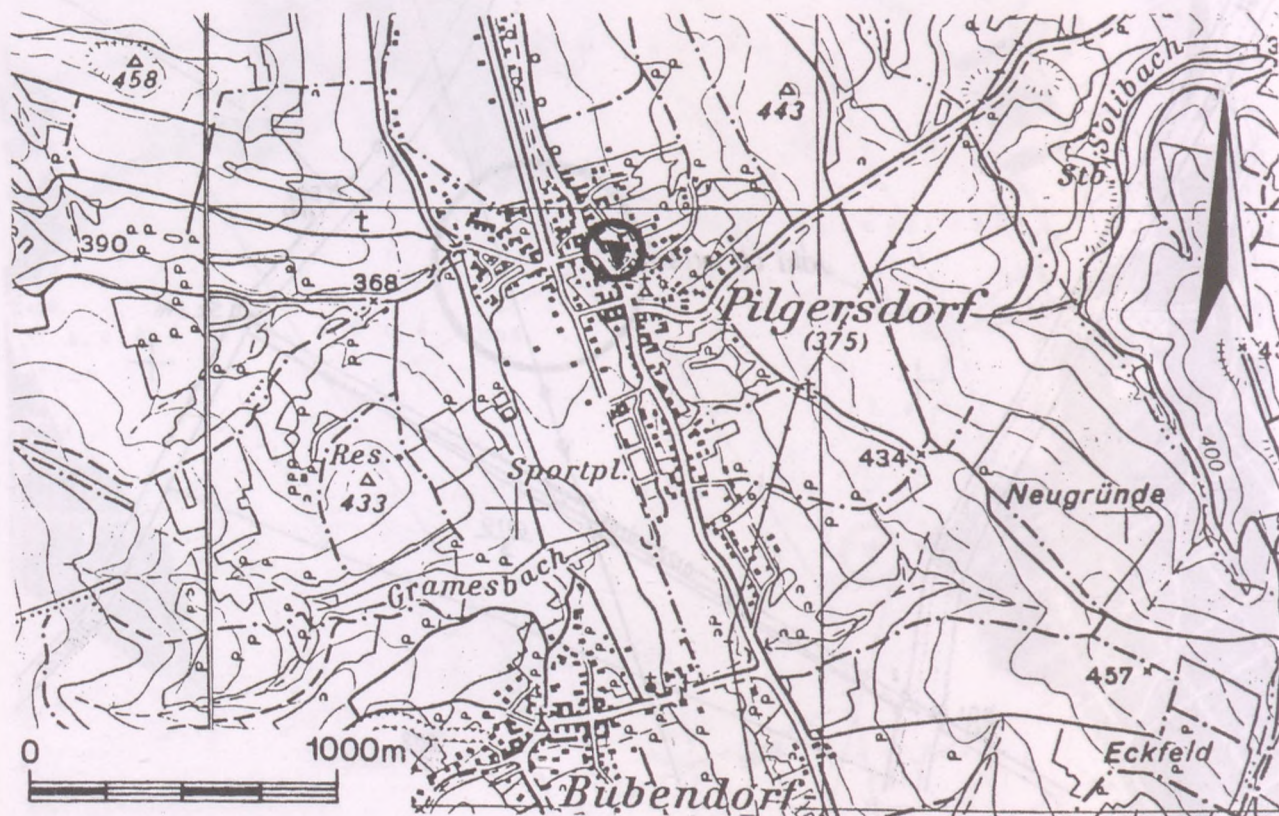 458
443
Söllbach
Stb.
t
390
368
Pilgersdorf
(375)
434
400
Res
433
Sportpl.
Neugründe
Gramesbach
457
Eckfeld
0 1000m
Bubendorf